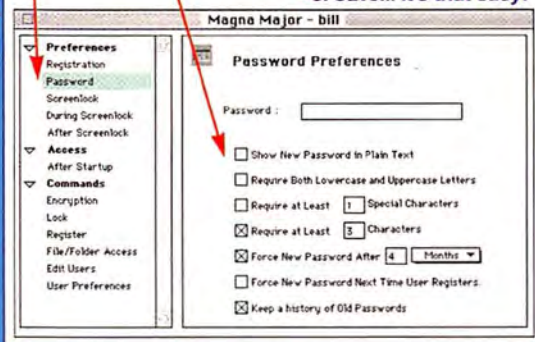 Magna Major - bill
Preferences
Registration
Password
Screenlock
During Screenlock
After Screenlock
Access
After Startup
Commands
Encryption
Lock
Register
File/Folder Access
Edit Users
User Preferences
Password Preferences
Password :
Show New Password in Plain Text
Require Both Lowercase and Uppercase Letters
Require at Least 1 Special Characters
Require at Least 3 Characters
Force New Password After 4 Months
Force New Password Next Time User Registers
Keep a history of Old Passwords